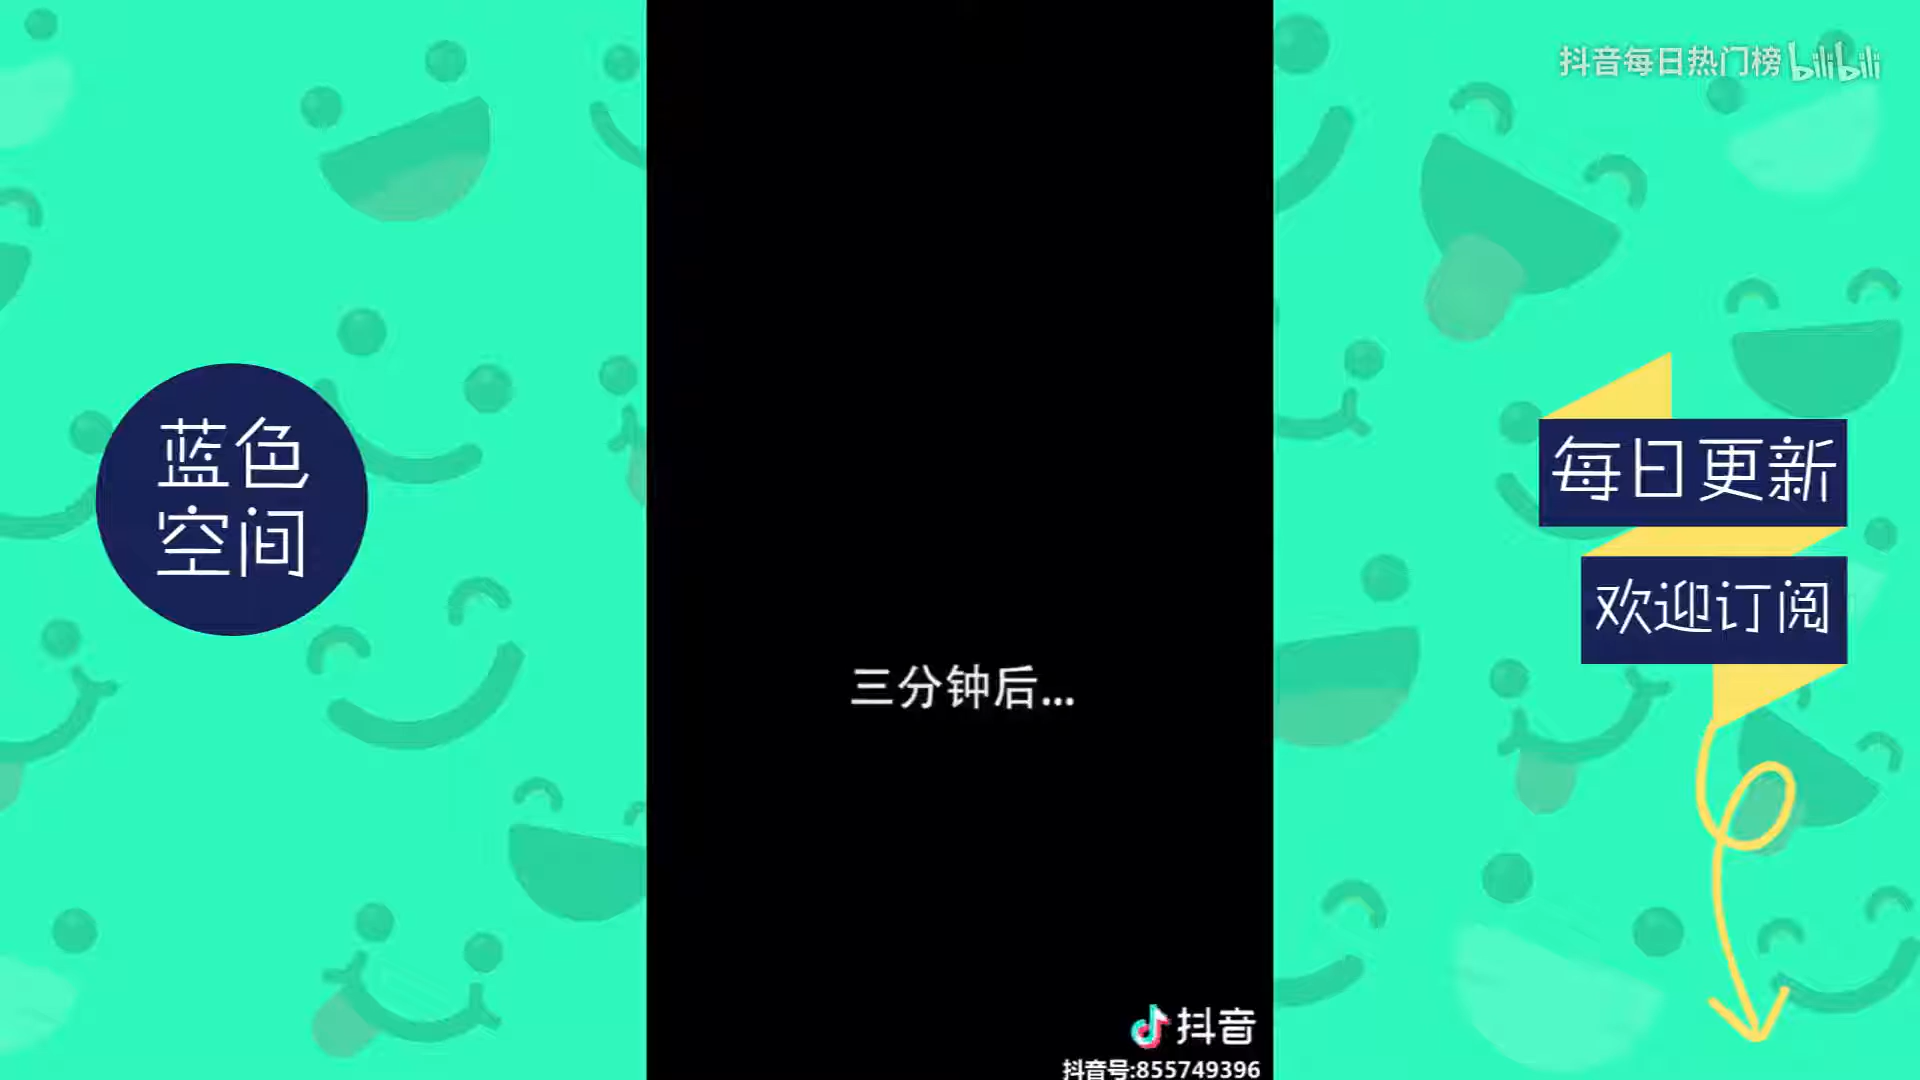 抖音每日热门榜 bilibili
蓝色
空间
每日更新
欢迎订阅
三分钟后...
抖音
抖音号:855749396